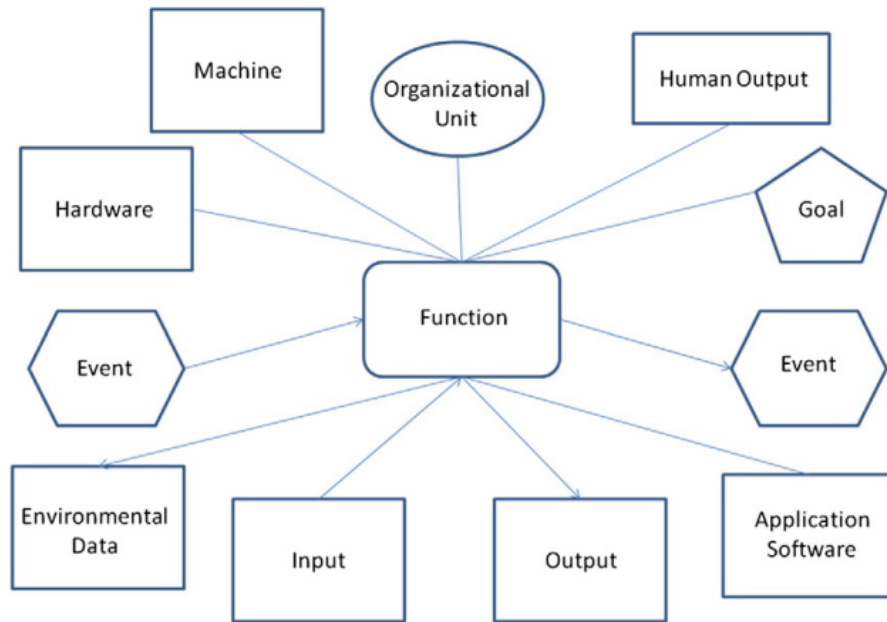 Machine
Organizational
Unit
Human Output
Hardware
Goal
Function
Event
Event
Environmental
Data
Input
Output
Application
Software